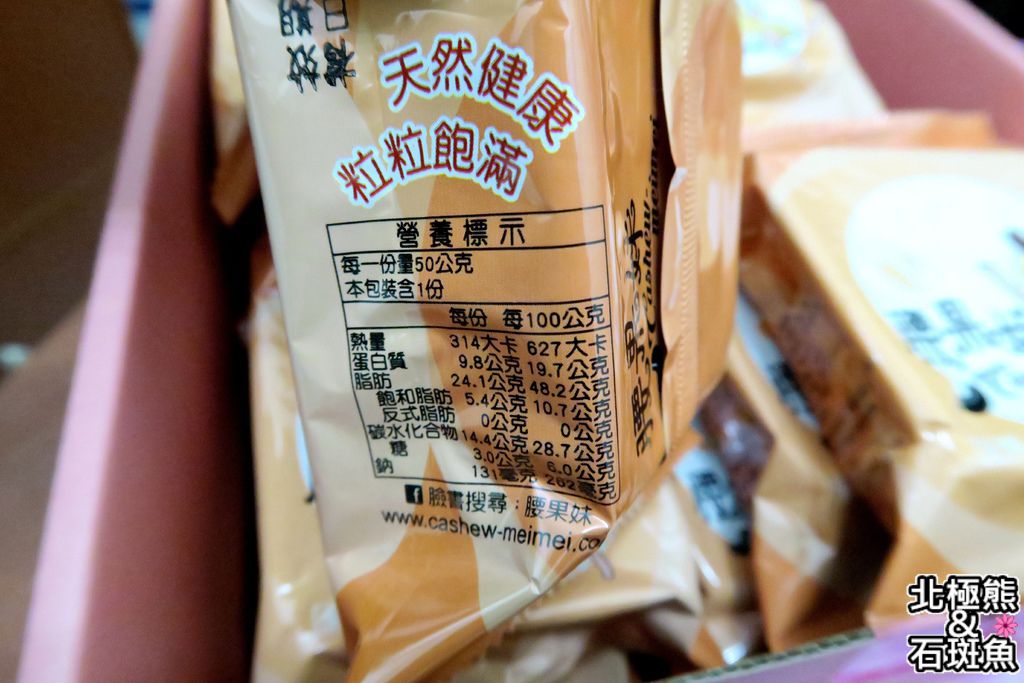 有效日期
天然健康
粒粒飽滿
營養標示
每一份量50公克
本包裝含1份
每份 每100公克
熱量 314大卡 627大卡
蛋白質 9.8公克 19.7公克
脂肪 24.1公克 48.2公克
飽和脂肪 5.4公克 10.7公克
反式脂肪 0公克 0公克
碳水化合物 14.4公克 28.7公克
糖 3.0公克 6.0公克
鈉 131毫克 262毫克
臉書搜尋：腰果妹
www.cashew-meimei.co
北極熊
&
石斑魚